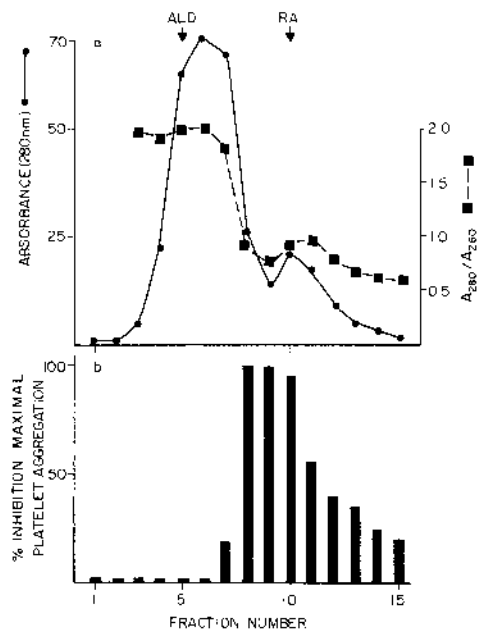 ALD RA
70
a
50
25
ABSORBANCE (280nm)
2.0
1.5
1.0
0.5
A280/A260
100
b
50
% INHIBITION MAXIMAL
PLATELET AGGREGATION
1 5 10 15
FRACTION NUMBER